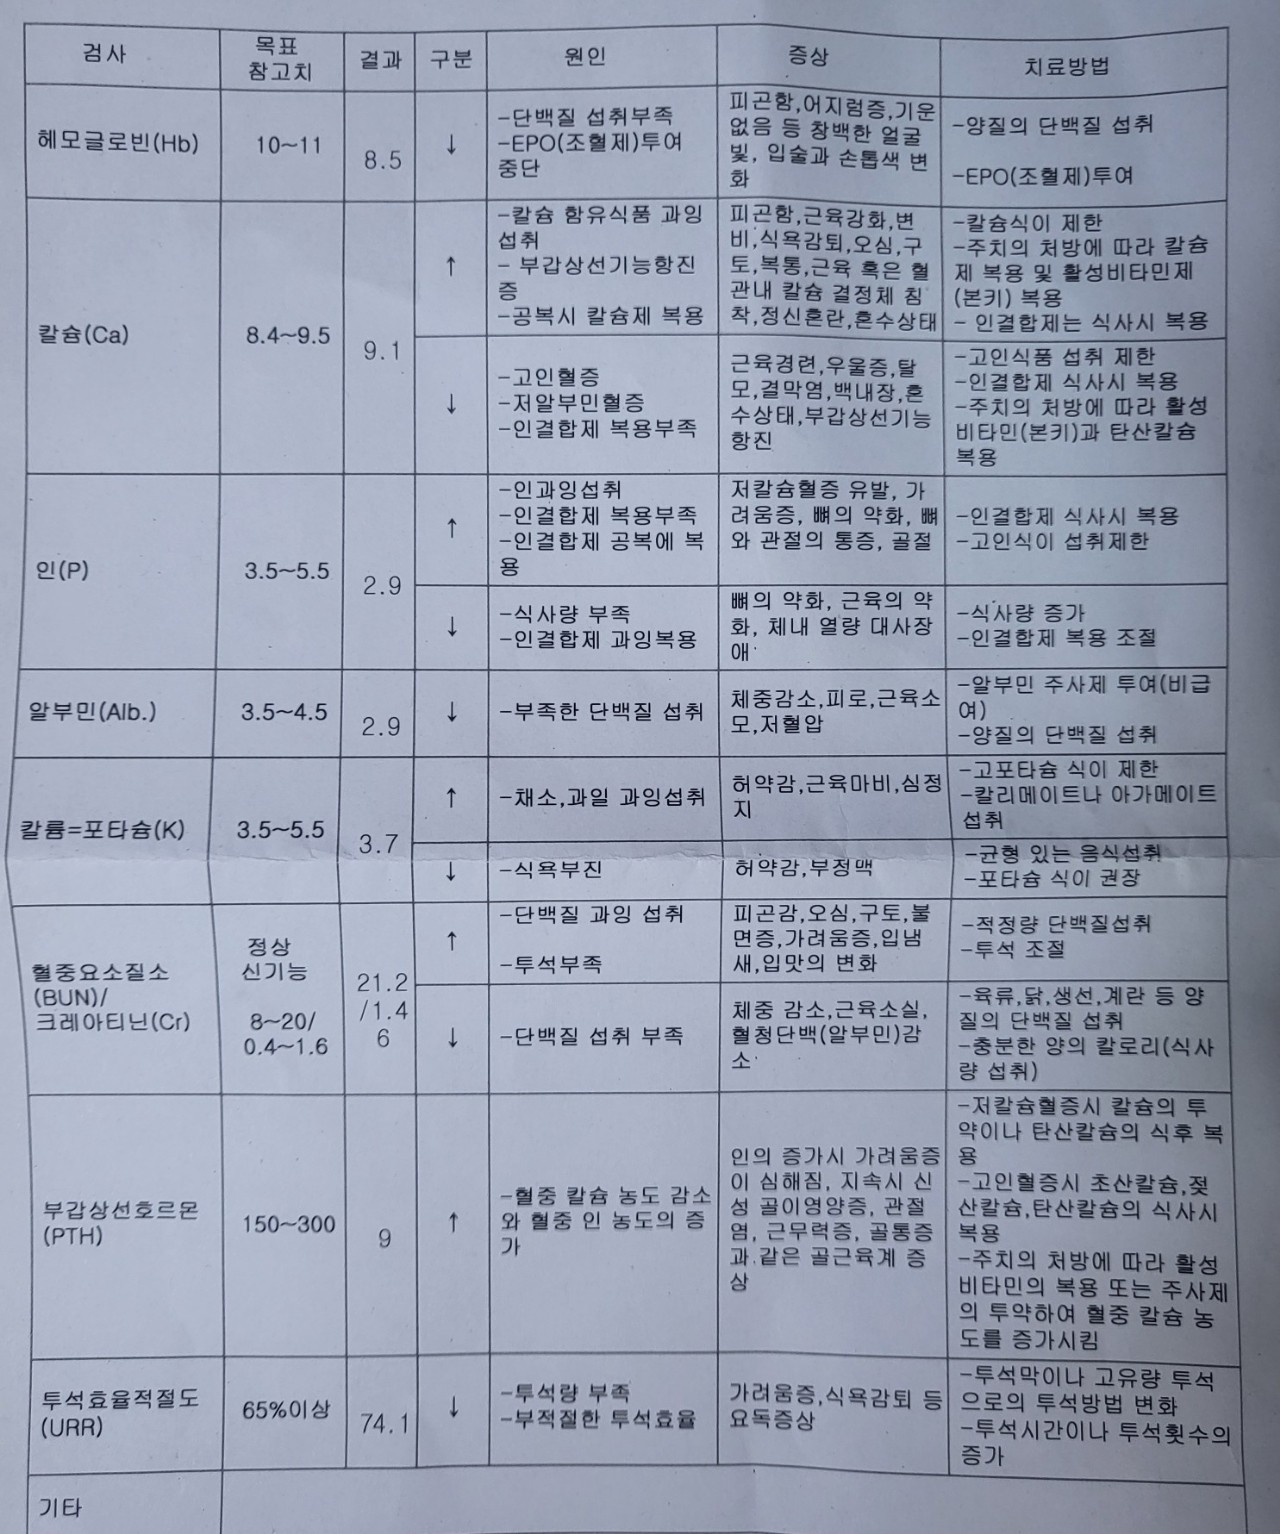 검사
목표
참고치
결과
구분
원인
증상
치료방법
헤모글로빈(Hb)
10~11
8.5
↓
-단백질 섭취부족
-EPO(조혈제)투여
중단
피곤함,어지럼증,기운
없음 등 창백한 얼굴
빛, 입술과 손톱색 변
화
-양질의 단백질 섭취
-EPO(조혈제)투여
칼슘(Ca)
8.4~9.5
9.1
↑
-칼슘 함유식품 과잉
섭취
- 부갑상선기능항진
증
-공복시 칼슘제 복용
피곤함,근육강화,변
비,식욕감퇴,오심,구
토,복통,근육 혹은 혈
관내 칼슘 결정체 침
착,정신혼란,혼수상태
-칼슘식이 제한
-주치의 처방에 따라 칼슘
제 복용 및 활성비타민제
(본키) 복용
- 인결합제는 식사시 복용
↓
-고인혈증
-저알부민혈증
-인결합제 복용부족
근육경련,우울증,탈
모,결막염,백내장,혼
수상태,부갑상선기능
항진
-고인식품 섭취 제한
-인결합제 식사시 복용
-주치의 처방에 따라 활성
비타민(본키)과 탄산칼슘
복용
인(P)
3.5~5.5
2.9
↑
-인과잉섭취
-인결합제 복용부족
-인결합제 공복에 복
용
저칼슘혈증 유발, 가
려움증, 뼈의 약화, 뼈
와 관절의 통증, 골절
-인결합제 식사시 복용
-고인식이 섭취제한
↓
-식사량 부족
-인결합제 과잉복용
뼈의 약화, 근육의 약
화, 체내 열량 대사장
애
-식사량 증가
-인결합제 복용 조절
알부민(Alb.)
3.5~4.5
2.9
↓
-부족한 단백질 섭취
체중감소,피로,근육소
모,저혈압
-알부민 주사제 투여(비급
여)
-양질의 단백질 섭취
칼륨=포타슘(K)
3.5~5.5
3.7
↑
-채소,과일 과잉섭취
허약감,근육마비,심정
지
-고포타슘 식이 제한
-칼리메이트나 아가메이트
섭취
↓
-식욕부진
허약감,부정맥
-균형 있는 음식섭취
-포타슘 식이 권장
혈중요소질소
(BUN)/
크레아티닌(Cr)
정상
신기능
8~20/
0.4~1.6
21.2
/1.4
6
↑
-단백질 과잉 섭취
-투석부족
피곤감,오심,구토,불
면증,가려움증,입냄
새,입맛의 변화
-적정량 단백질섭취
-투석 조절
↓
-단백질 섭취 부족
체중 감소,근육소실,
혈청단백(알부민)감
소
-육류,닭,생선,계란 등 양
질의 단백질 섭취
-충분한 양의 칼로리(식사
량 섭취)
부갑상선호르몬
(PTH)
150~300
9
↑
-혈중 칼슘 농도 감소
와 혈중 인 농도의 증
가
인의 증가시 가려움증
이 심해짐, 지속시 신
성 골이영양증, 관절
염, 근무력증, 골통증
과 같은 골근육계 증
상
-저칼슘혈증시 칼슘의 투
약이나 탄산칼슘의 식후 복
용
-고인혈증시 초산칼슘,젖
산칼슘,탄산칼슘의 식사시
복용
-주치의 처방에 따라 활성
비타민의 복용 또는 주사제
의 투약하여 혈중 칼슘 농
도를 증가시킴
투석효율적절도
(URR)
65%이상
74.1
↓
-투석량 부족
-부적절한 투석효율
가려움증,식욕감퇴 등
요독증상
-투석막이나 고유량 투석
으로의 투석방법 변화
-투석시간이나 투석횟수의
증가
기타